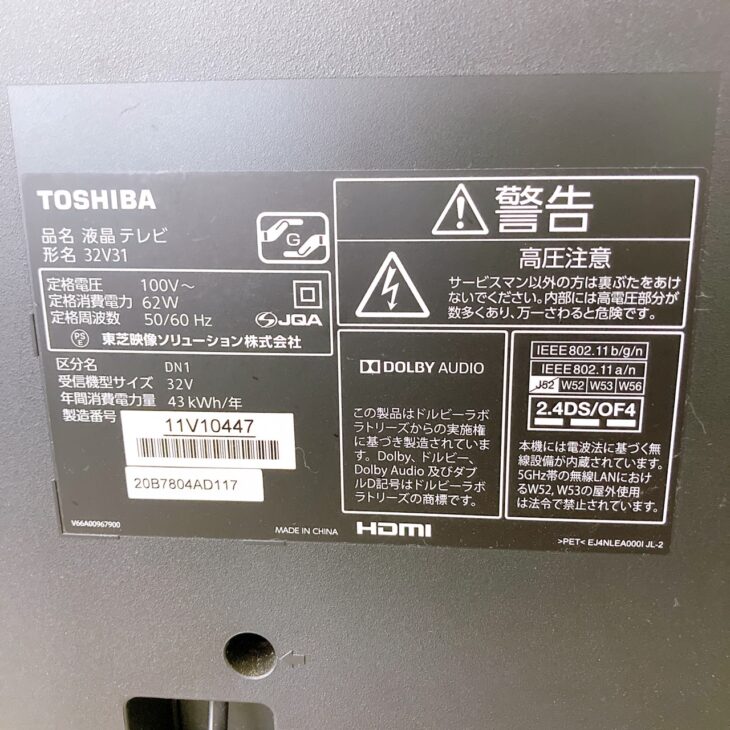 TOSHIBA
品名 液晶テレビ
形名 32V31
G
定格電圧 100V～
定格消費電力 62W
定格周波数 50/60 Hz
JQA
PS
E
東芝映像ソリューション株式会社
区分名 DN1
受信機型サイズ 32V
年間消費電力量 43 kWh/年
製造番号
11V10447
20B7804AD117
V66A00967900
MADE IN CHINA
HDMI
警告
高圧注意
サービスマン以外の方は裏ぶたをあけ
ないでください。内部には高電圧部分が
数多くあり、万一さわると危険です。
DOLBY AUDIO
この製品はドルビーラボ
ラトリーズからの実施権
に基づき製造されていま
す。Dolby、ドルビー、
Dolby Audio 及びダブ
ルD記号はドルビーラボ
ラトリーズの商標です。
IEEE802.11 b/g/n
IEEE802.11 a/n
J52 W52 W53 W56
2.4DS/OF4
本機には電波法に基づく無
線設備が内蔵されています。
5GHz帯の無線LANにおけ
るW52, W53の屋外使用
は法令で禁止されています。
>PET< EJ4NLEA000I JL-2